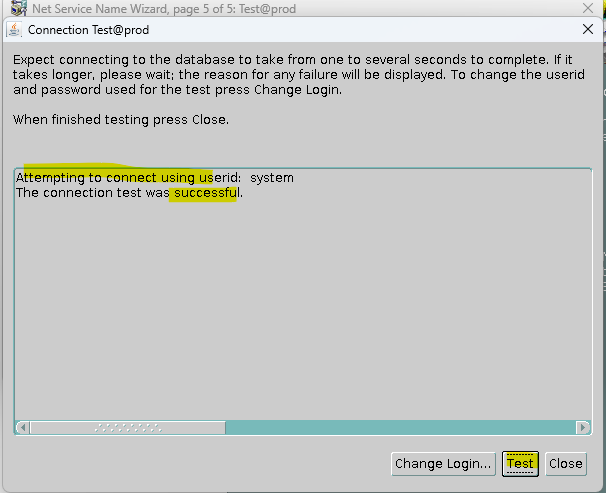 Net Service Name Wizard, page 5 of 5: Test@prod
Connection Test@prod
Expect connecting to the database to take from one to several seconds to complete. If it
takes longer, please wait; the reason for any failure will be displayed. To change the userid
and password used for the test press Change Login.
When finished testing press Close.
Attempting to connect using userid:  system
The connection test was successful.
Change Login... Test Close